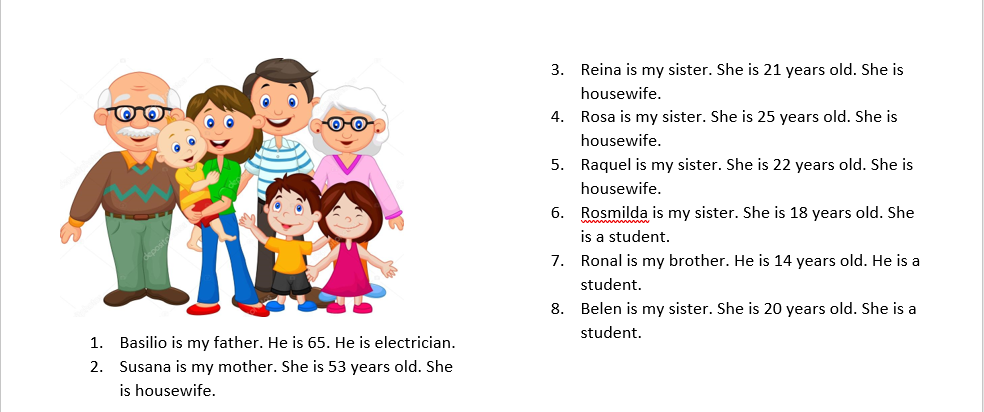 1. Basilio is my father. He is 65. He is electrician.
2. Susana is my mother. She is 53 years old. She
is housewife.
3. Reina is my sister. She is 21 years old. She is
housewife.
4. Rosa is my sister. She is 25 years old. She is
housewife.
5. Raquel is my sister. She is 22 years old. She is
housewife.
6. Rosmilda is my sister. She is 18 years old. She
is a student.
7. Ronal is my brother. He is 14 years old. He is a
student.
8. Belen is my sister. She is 20 years old. She is a
student.